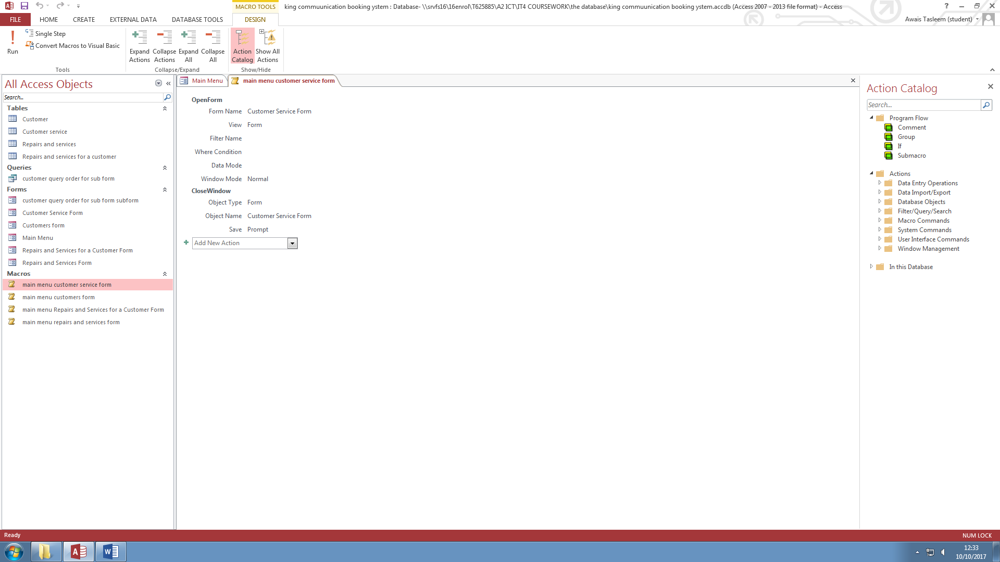 MACRO TOOLS
king commuunication booking ystem : Database- \\srvfs16\16enrol\T625885\A2 ICT\IT4 COURSEWORK\the database\king commuunication booking ystem.accdb (Access 2007 - 2013 file format) - Access
FILE HOME CREATE EXTERNAL DATA DATABASE TOOLS DESIGN
Awais Tasleem (student)
Run
Single Step
Convert Macros to Visual Basic
Tools
Expand Actions
Collapse Actions
Expand All
Collapse All
Collapse/Expand
Action Catalog
Show All Actions
Show/Hide
All Access Objects
Search...
Tables
Customer
Customer service
Repairs and services
Repairs and services for a customer
Queries
customer query order for sub form
Forms
customer query order for sub form subform
Customer Service Form
Customers form
Main Menu
Repairs and Services for a Customer Form
Repairs and Services Form
Macros
main menu customer service form
main menu customers form
main menu Repairs and Services for a Customer Form
main menu repairs and services form
Main Menu
main menu customer service form
OpenForm
Form Name Customer Service Form
View Form
Filter Name
Where Condition
Data Mode
Window Mode Normal
CloseWindow
Object Type Form
Object Name Customer Service Form
Save Prompt
Add New Action
Action Catalog
Search...
Program Flow
Comment
Group
If
Submacro
Actions
Data Entry Operations
Data Import/Export
Database Objects
Filter/Query/Search
Macro Commands
System Commands
User Interface Commands
Window Management
In this Database
Ready
NUM LOCK
12:33
10/10/2017